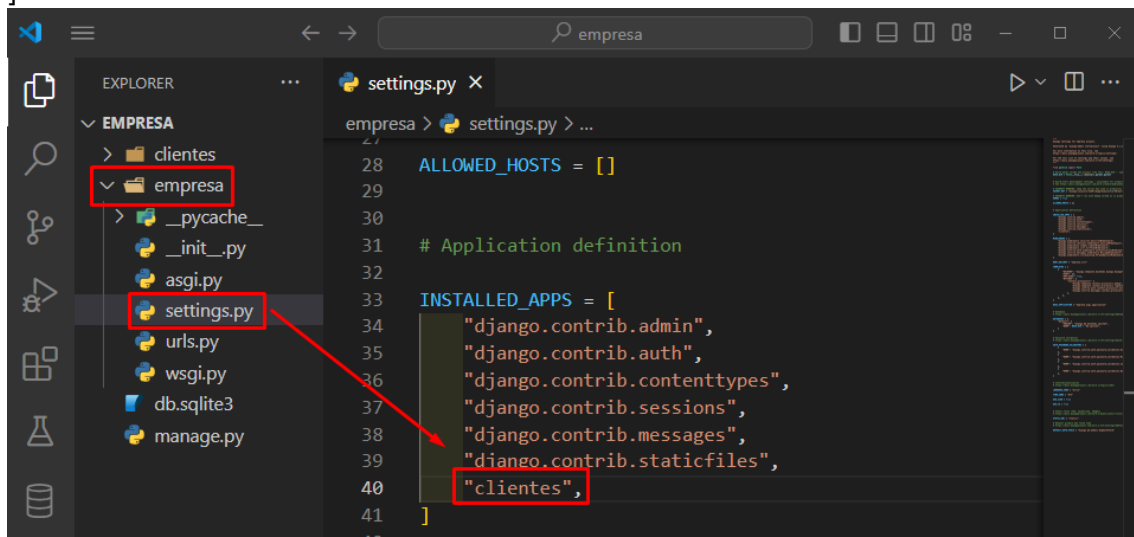 ]
empresa
EXPLORER
EMPRESA
clientes
empresa
__pycache__
__init__.py
asgi.py
settings.py
urls.py
wsgi.py
db.sqlite3
manage.py
settings.py
empresa > settings.py > ...
27
28 ALLOWED_HOSTS = []
29
30
31 # Application definition
32
33 INSTALLED_APPS = [
34 "django.contrib.admin",
35 "django.contrib.auth",
36 "django.contrib.contenttypes",
37 "django.contrib.sessions",
38 "django.contrib.messages",
39 "django.contrib.staticfiles",
40 "clientes",
41 ]